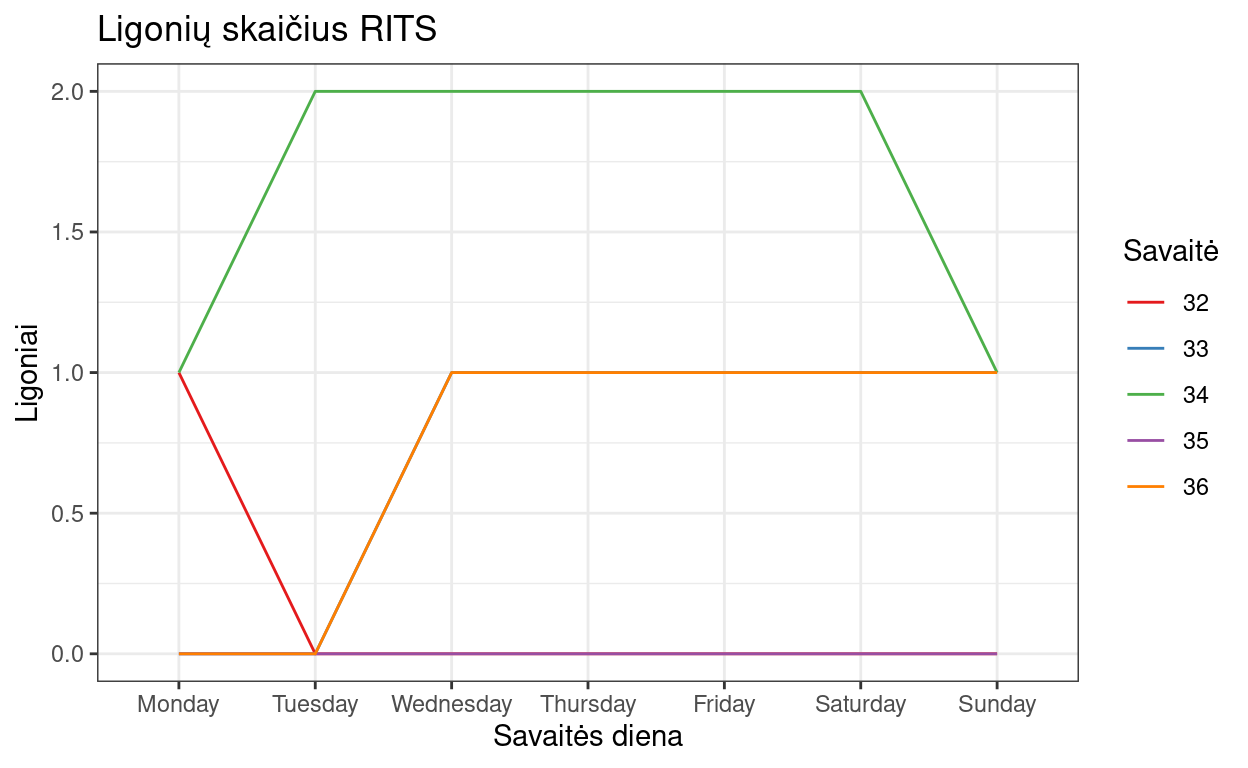 Ligonių skaičius RITS
2.0
1.5
1.0
0.5
0.0
Ligoniai
Monday Tuesday Wednesday Thursday Friday Saturday Sunday
Savaitės diena
Savaitė
32
33
34
35
36